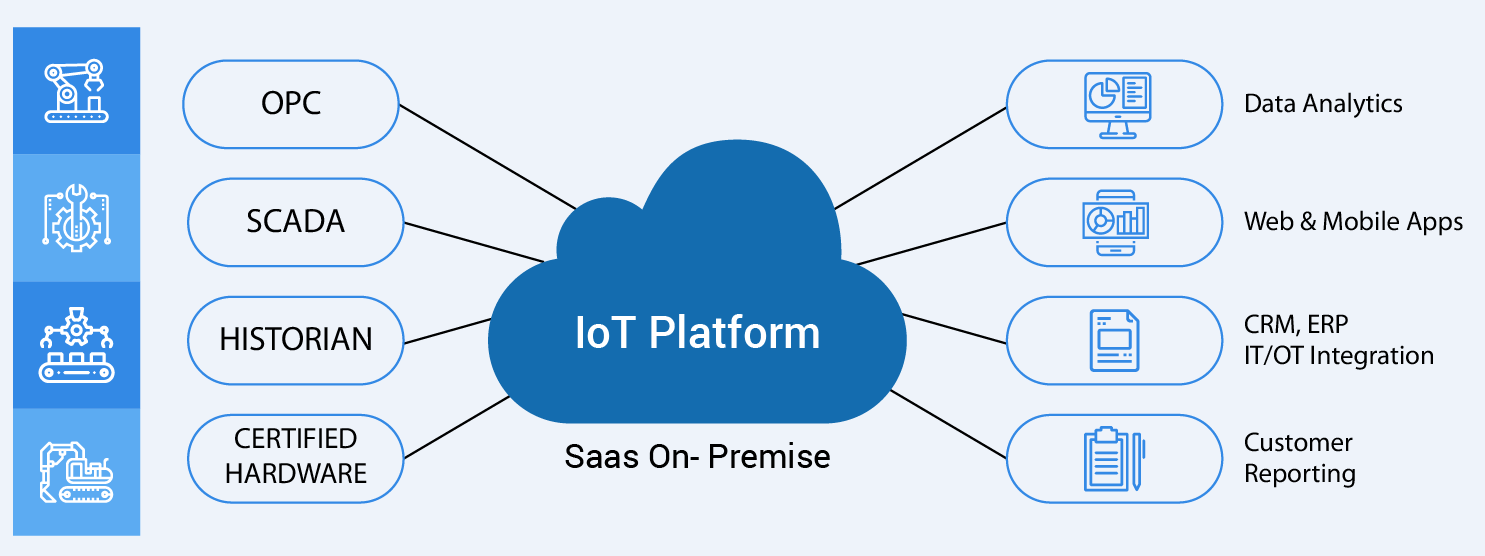 OPC
SCADA
HISTORIAN
CERTIFIED
HARDWARE
IoT Platform
Saas On- Premise
Data Analytics
Web & Mobile Apps
CRM, ERP
IT/OT Integration
Customer
Reporting